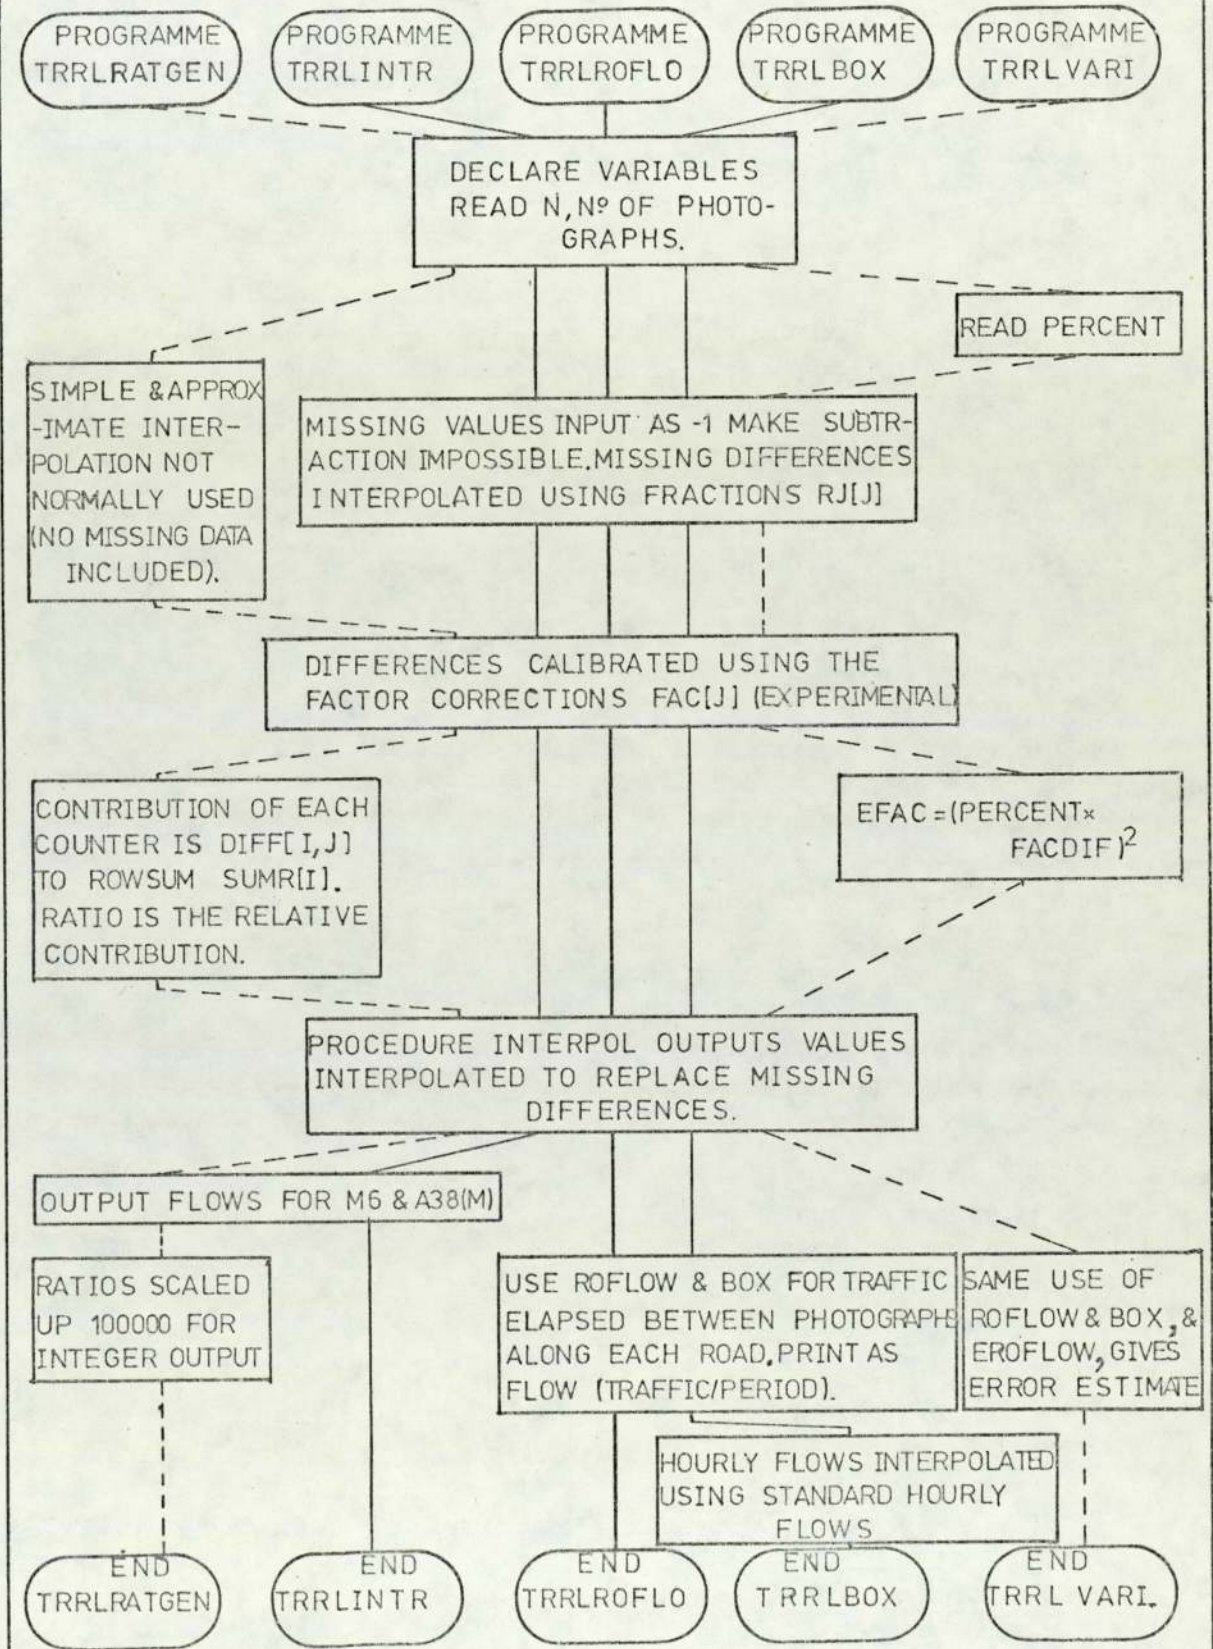 PROGRAMME
TRRLRATGEN
PROGRAMME
TRRLINTR
PROGRAMME
TRRLROFLO
PROGRAMME
TRRLBOX
PROGRAMME
TRRLVARI
DECLARE VARIABLES
READ N, Nº OF PHOTO-
GRAPHS.
READ PERCENT
SIMPLE & APPROX
-IMATE INTER-
POLATION NOT
NORMALLY USED
(NO MISSING DATA
INCLUDED).
MISSING VALUES INPUT AS -1 MAKE SUBTR-
ACTION IMPOSSIBLE. MISSING DIFFERENCES
INTERPOLATED USING FRACTIONS RJ[J]
DIFFERENCES CALIBRATED USING THE
FACTOR CORRECTIONS FAC[J] (EXPERIMENTAL)
CONTRIBUTION OF EACH
COUNTER IS DIFF[I,J]
TO ROWSUM SUMR[I].
RATIO IS THE RELATIVE
CONTRIBUTION.
EFAC=(PERCENT×
FACDIF)²
PROCEDURE INTERPOL OUTPUTS VALUES
INTERPOLATED TO REPLACE MISSING
DIFFERENCES.
OUTPUT FLOWS FOR M6 & A38(M)
RATIOS SCALED
UP 100000 FOR
INTEGER OUTPUT
USE ROFLOW & BOX FOR TRAFFIC
ELAPSED BETWEEN PHOTOGRAPHS
ALONG EACH ROAD. PRINT AS
FLOW (TRAFFIC/PERIOD).
SAME USE OF
ROFLOW & BOX, &
EROFLOW, GIVES
ERROR ESTIMATE
HOURLY FLOWS INTERPOLATED
USING STANDARD HOURLY
FLOWS
END
TRRLRATGEN
END
TRRLINTR
END
TRRLROFLO
END
TRRLBOX
END
TRRL VARI.